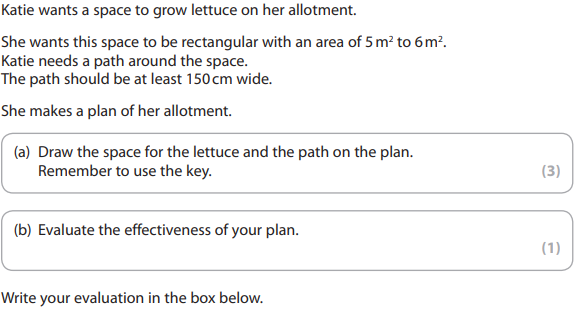 Katie wants a space to grow lettuce on her allotment.
She wants this space to be rectangular with an area of 5 m² to 6 m².
Katie needs a path around the space.
The path should be at least 150 cm wide.
She makes a plan of her allotment.
(a) Draw the space for the lettuce and the path on the plan.
Remember to use the key.
(3)
(b) Evaluate the effectiveness of your plan.
(1)
Write your evaluation in the box below.